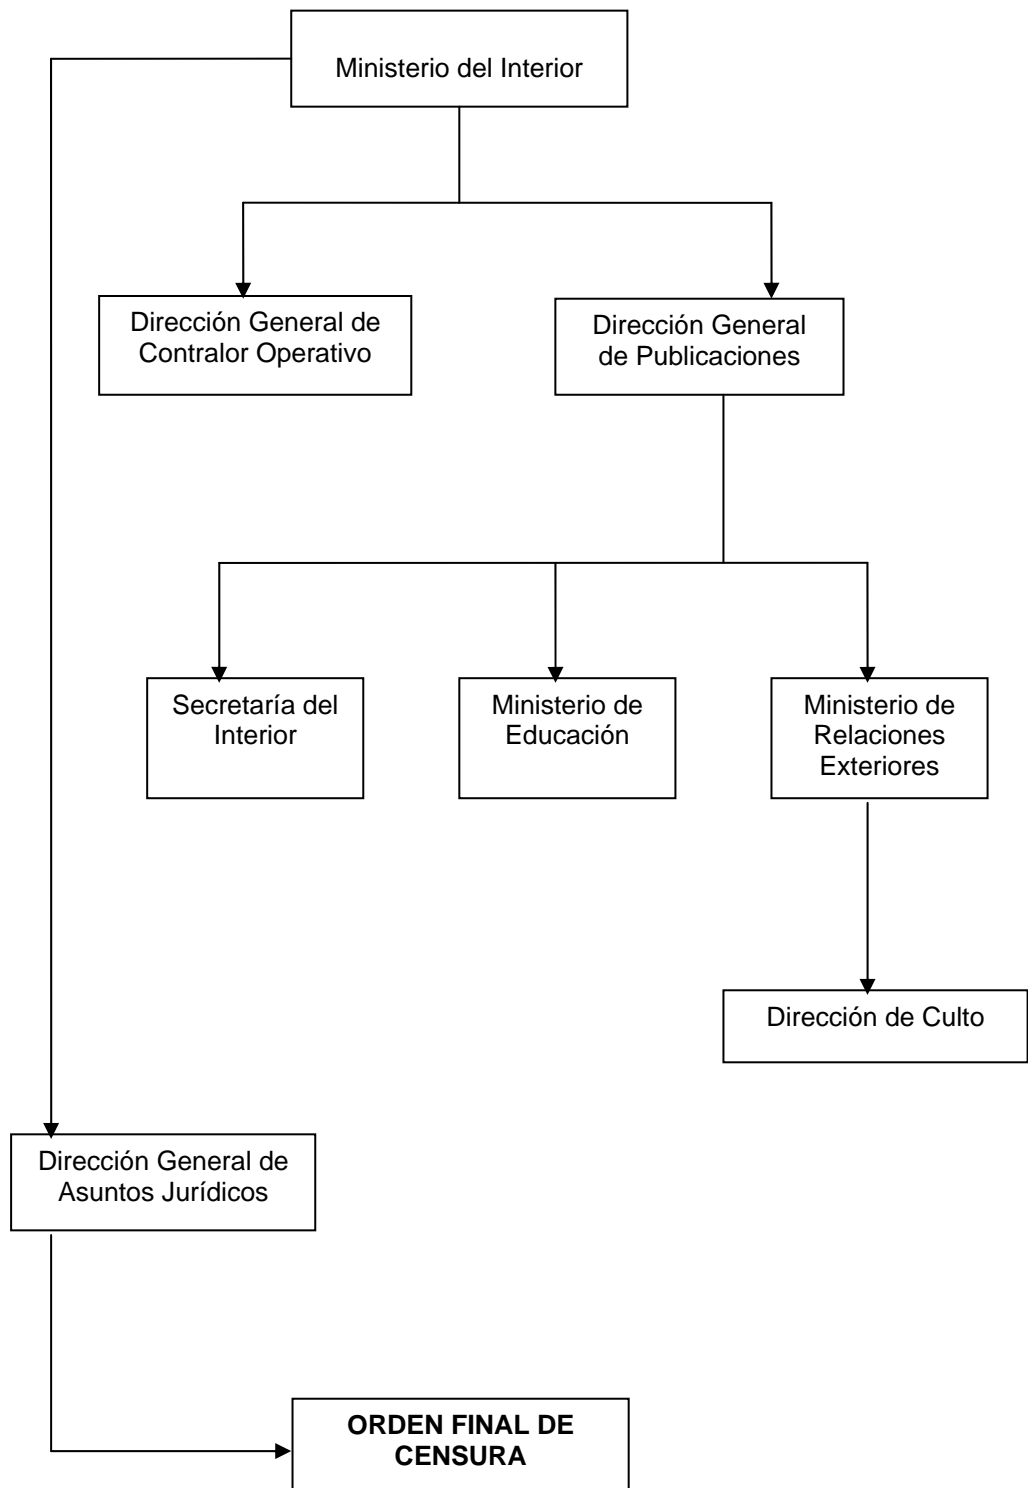 Ministerio del Interior
Dirección General de
Contralor Operativo
Dirección General
de Publicaciones
Secretaría del
Interior
Ministerio de
Educación
Ministerio de
Relaciones
Exteriores
Dirección de Culto
Dirección General de
Asuntos Jurídicos
ORDEN FINAL DE
CENSURA